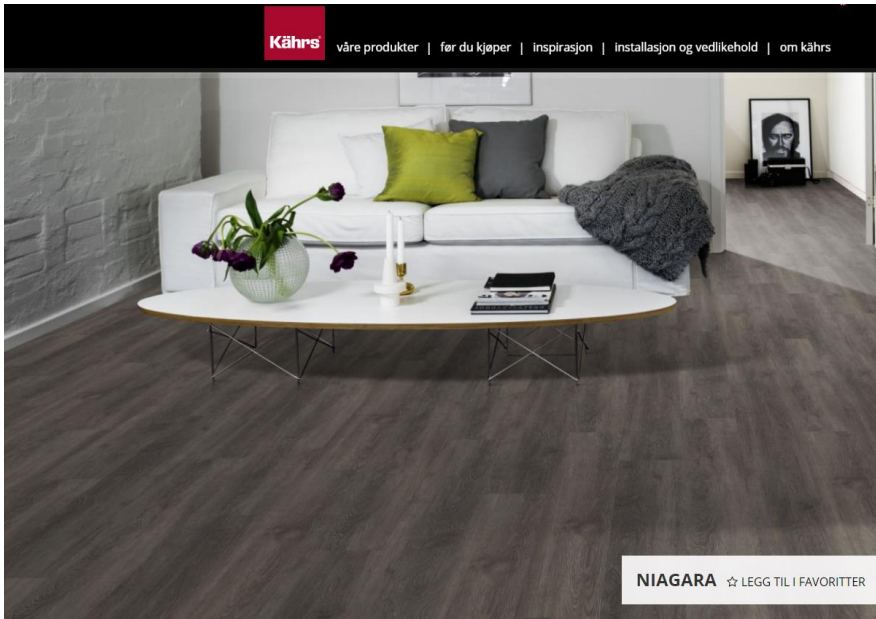 Kährs
våre produkter | før du kjøper | inspirasjon | installasjon og vedlikehold | om kährs
NIAGARA ☆ LEGG TIL I FAVORITTER